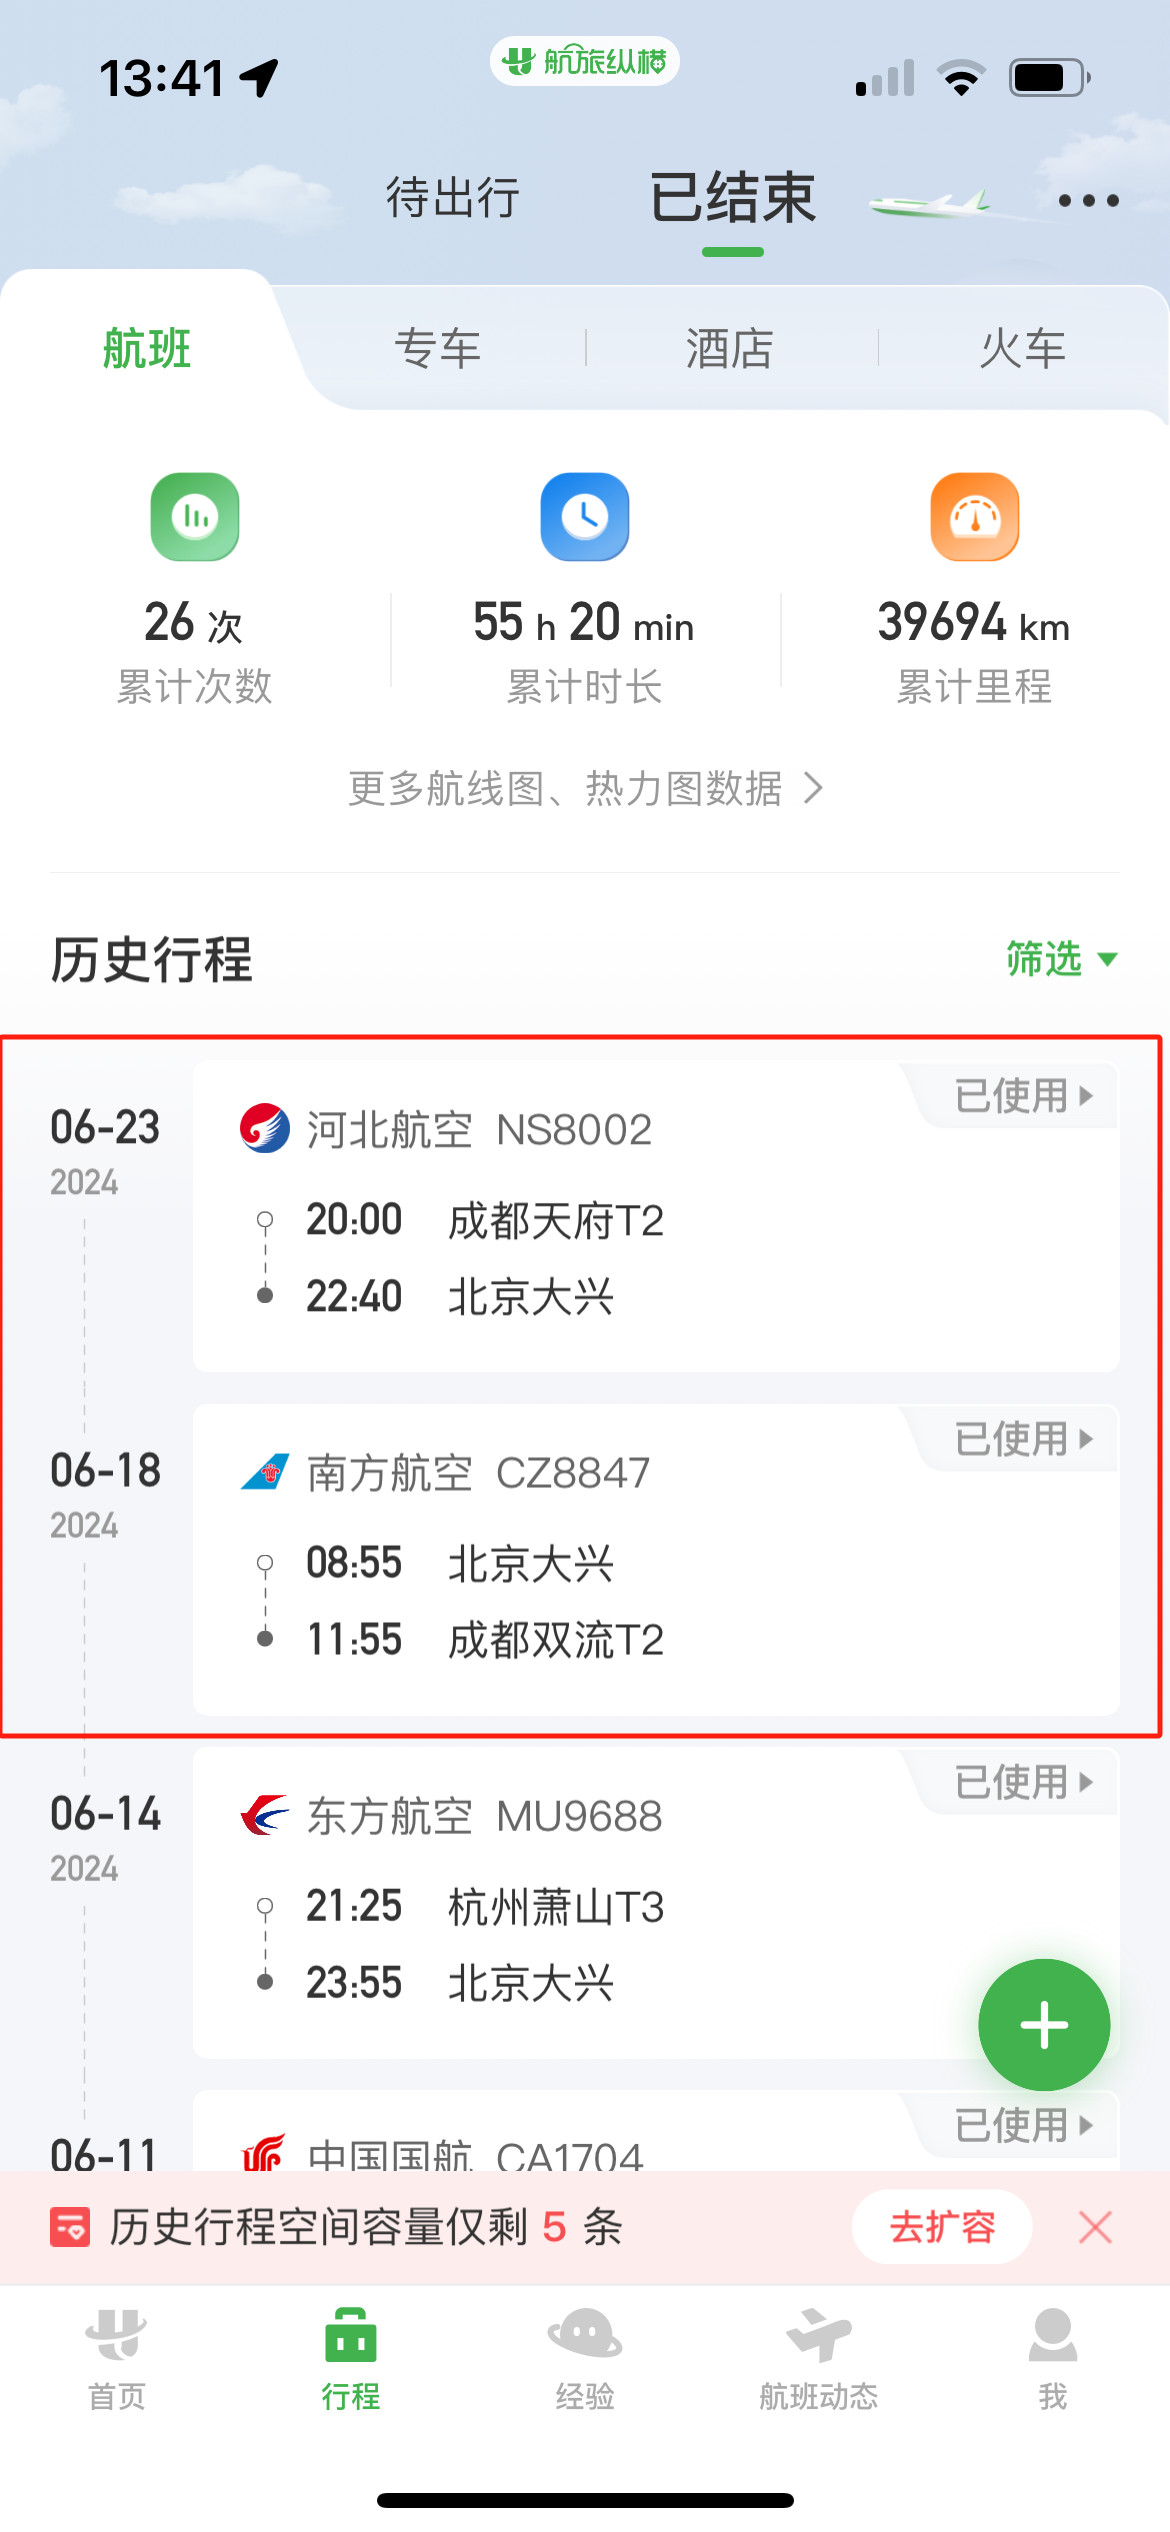 13:41
航旅纵横
待出行
已结束
航班
专车
酒店
火车
26 次
55 h 20 min
39694 km
累计次数
累计时长
累计里程
更多航线图、热力图数据
历史行程
筛选
06-23
2024
河北航空 NS8002
已使用
20:00 成都天府T2
22:40 北京大兴
06-18
2024
南方航空 CZ8847
已使用
08:55 北京大兴
11:55 成都双流T2
06-14
2024
东方航空 MU9688
已使用
21:25 杭州萧山T3
23:55 北京大兴
06-11
中国国航 CA1704
已使用
历史行程空间容量仅剩 5 条
去扩容
首页
行程
经验
航班动态
我